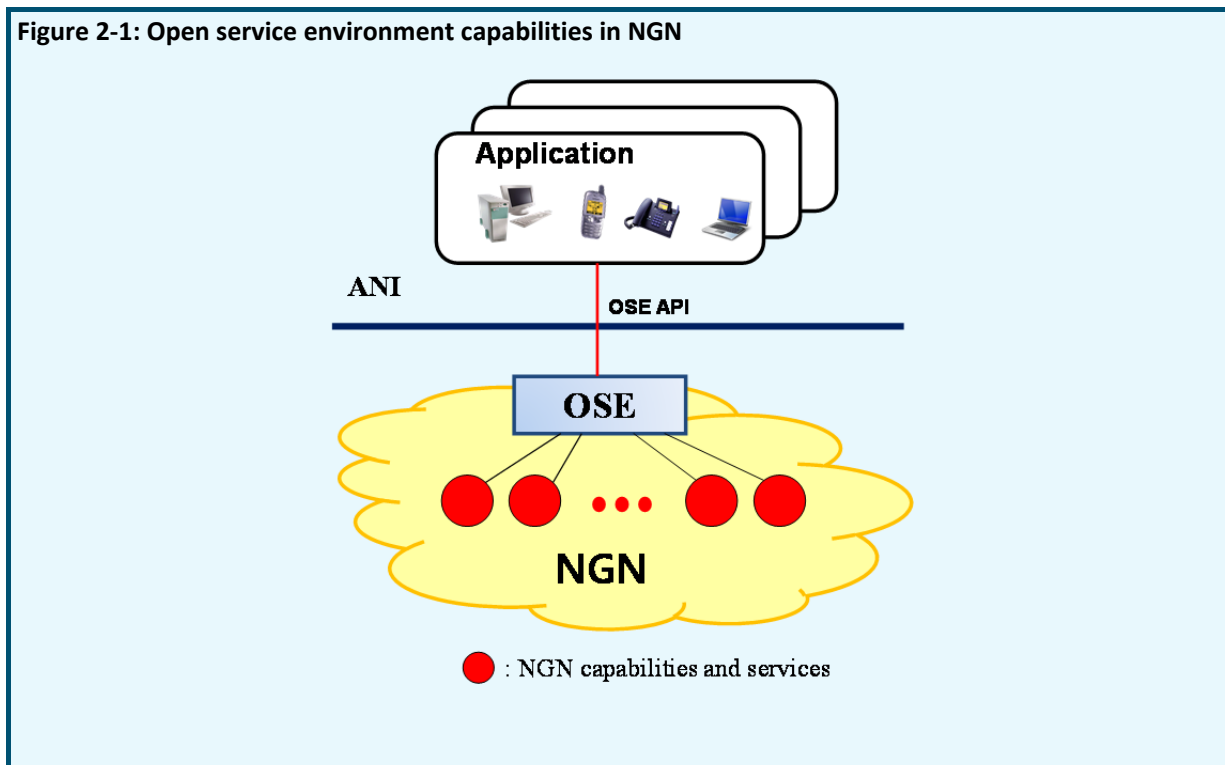 Figure 2-1: Open service environment capabilities in NGN
Application
ANI
OSE API
OSE
NGN
: NGN capabilities and services